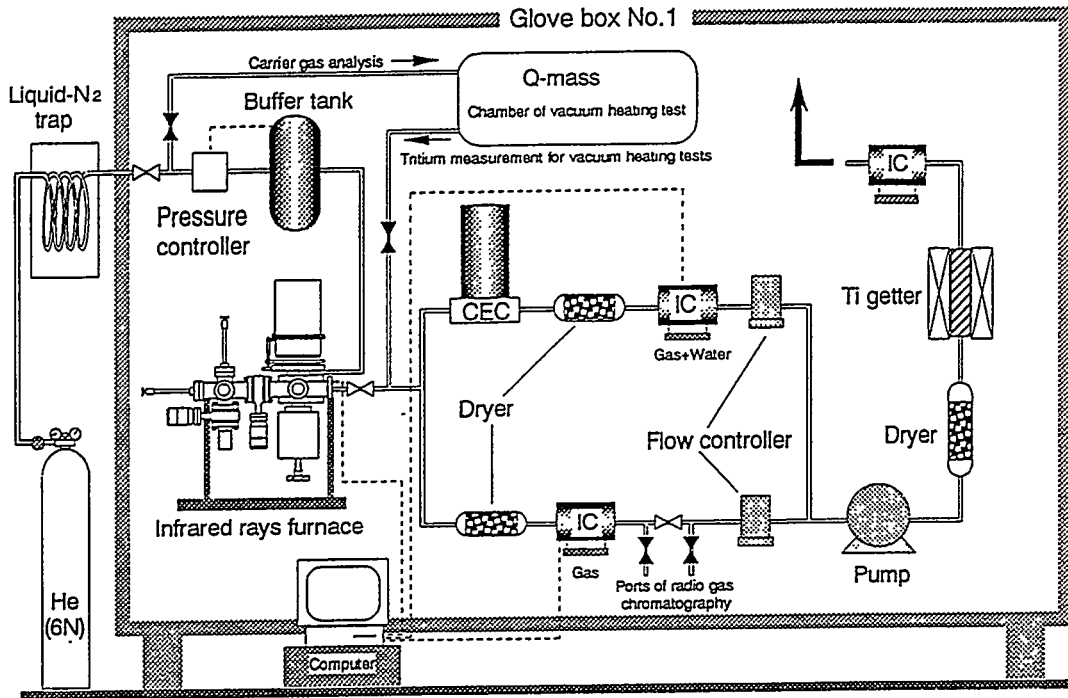 Glove box No.1
Carrier gas analysis
Q-mass
Chamber of vacuum heating test
Liquid-N2
trap
Buffer tank
Tritium measurement for vacuum heating tests
IC
Pressure
controller
CEC
IC
Gas+Water
Ti getter
Dryer
Flow controller
Dryer
Infrared rays furnace
IC
Gas
Ports of radio gas
chromatography
Pump
He
(6N)
Computer